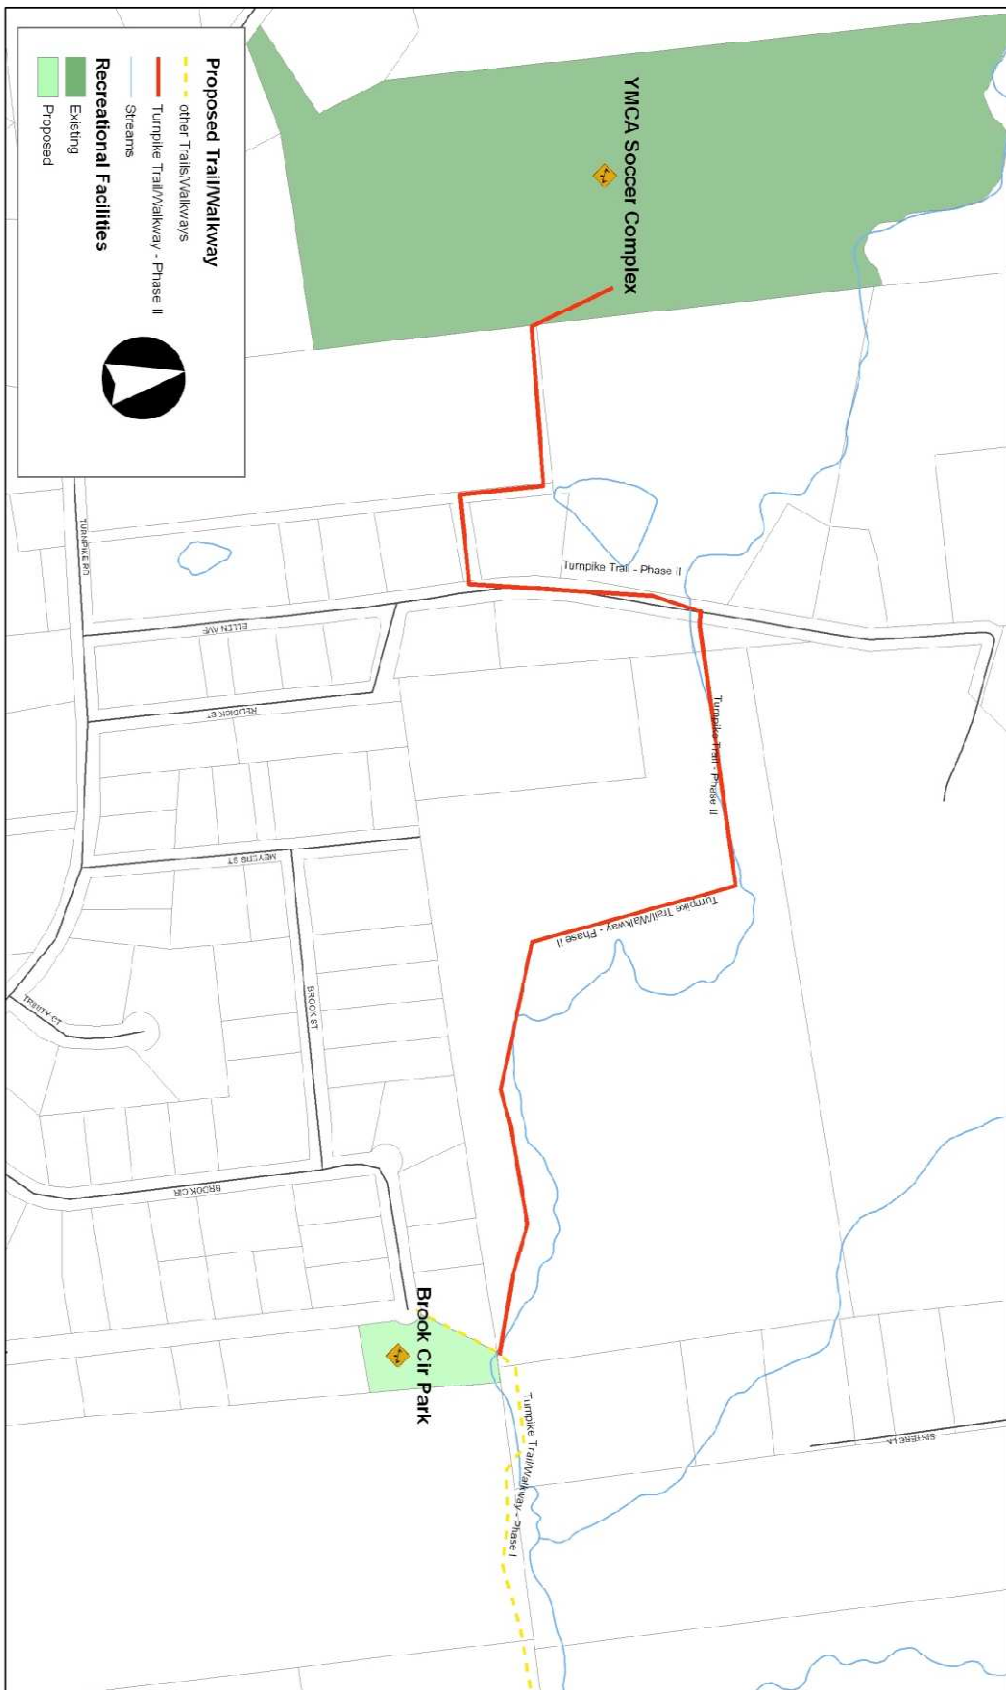 YMCA Soccer Complex
Proposed Trail/Walkway
other Trails/Walkways
Turnpike Trail/Walkway - Phase II
Streams
Recreational Facilities
Existing
Proposed
TURNPIKE RD
ELLEN AVE
REDDICK ST
MEYERS ST
TRINITY CT
BROOK ST
BROOK CIR
Turnpike Trail - Phase II
Turnpike Trail - Phase II
Turnpike Trail/Walkway - Phase II
Brook Cir Park
Turnpike Trail/Walkway - Phase I